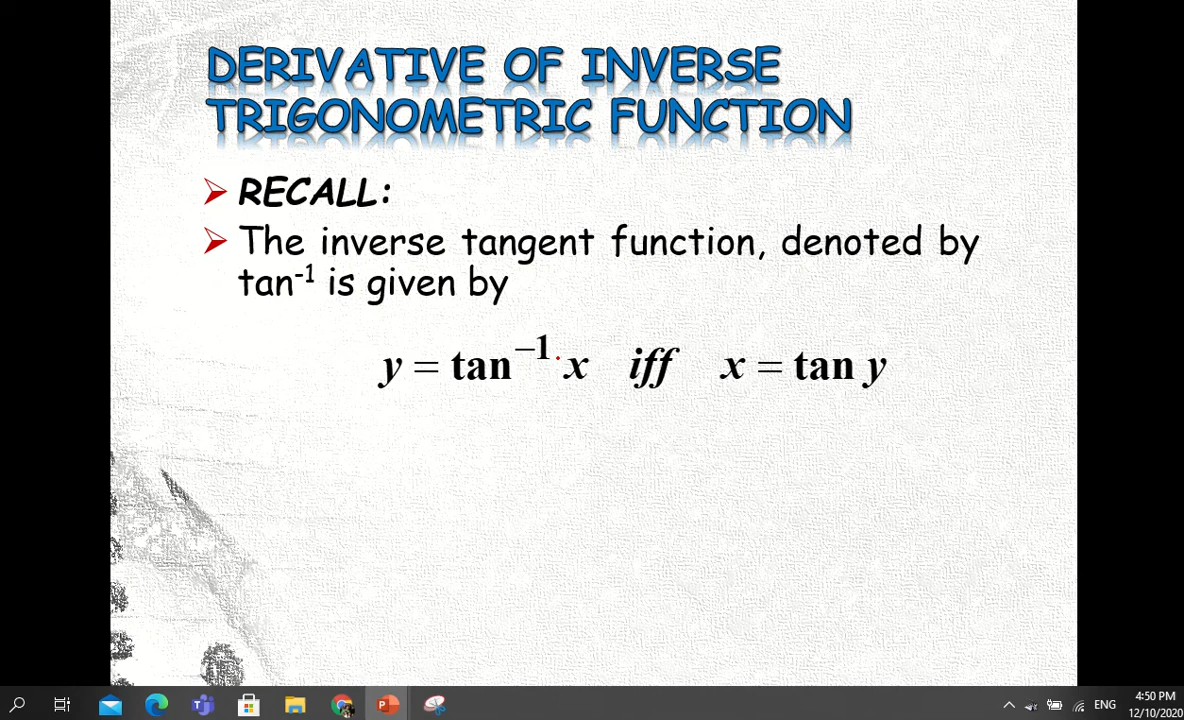 DERIVATIVE OF INVERSE
TRIGONOMETRIC FUNCTION
RECALL:
The inverse tangent function, denoted by
tan⁻¹ is given by
y = tan⁻¹ x iff x = tan y
ENG
4:50 PM
12/10/2020